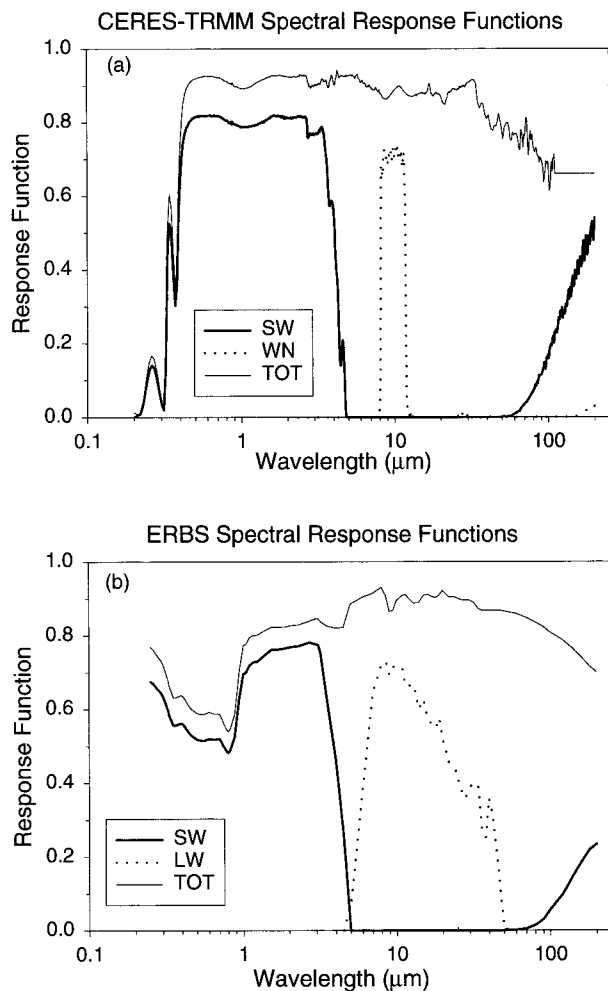 CERES-TRMM Spectral Response Functions
(a)
1.0
0.8
0.6
0.4
0.2
0.0
Response Function
SW
WN
TOT
0.1
1
10
100
Wavelength (μm)
ERBS Spectral Response Functions
(b)
1.0
0.8
0.6
0.4
0.2
0.0
Response Function
SW
LW
TOT
0.1
1
10
100
Wavelength (μm)